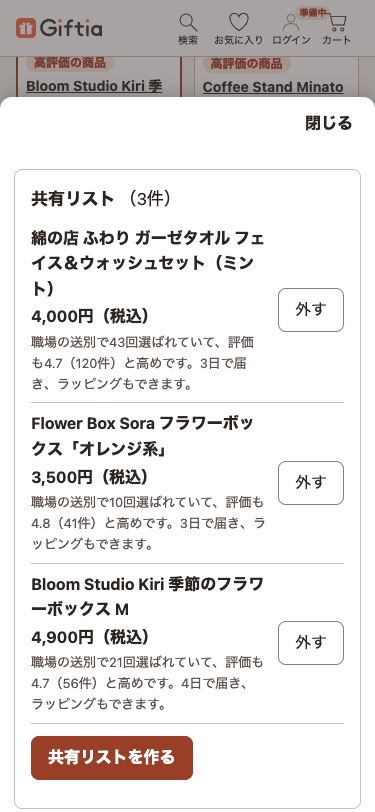 Giftia
検索
お気に入り
ログイン
準備中
カート
高評価の商品
Bloom Studio Kiri 季
高評価の商品
Coffee Stand Minato
閉じる
共有リスト（3件）
綿の店 ふわり ガーゼタオル フェ
イス＆ウォッシュセット（ミン
ト）
4,000円（税込）
職場の送別で43回選ばれていて、評価
も4.7（120件）と高めです。3日で届
き、ラッピングもできます。
外す
Flower Box Sora フラワーボッ
クス「オレンジ系」
3,500円（税込）
職場の送別で10回選ばれていて、評価も
4.8（41件）と高めです。3日で届き、ラ
ッピングもできます。
外す
Bloom Studio Kiri 季節のフラワ
ーボックス M
4,900円（税込）
職場の送別で21回選ばれていて、評価も
4.7（56件）と高めです。4日で届き、
ラッピングもできます。
外す
共有リストを作る